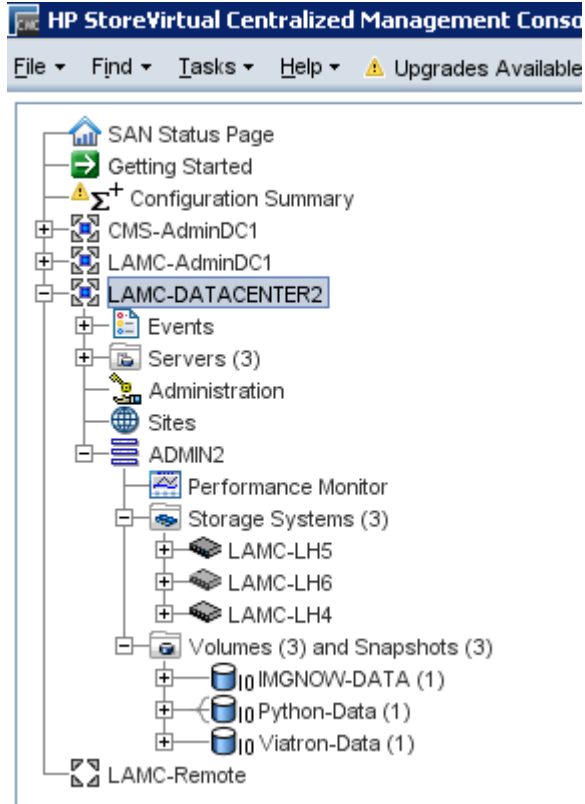 HP StoreVirtual Centralized Management Conso
File Find Tasks Help Upgrades Available
SAN Status Page
Getting Started
Configuration Summary
CMS-AdminDC1
LAMC-AdminDC1
LAMC-DATACENTER2
Events
Servers (3)
Administration
Sites
ADMIN2
Performance Monitor
Storage Systems (3)
LAMC-LH5
LAMC-LH6
LAMC-LH4
Volumes (3) and Snapshots (3)
IMGNOW-DATA (1)
Python-Data (1)
Viatron-Data (1)
LAMC-Remote